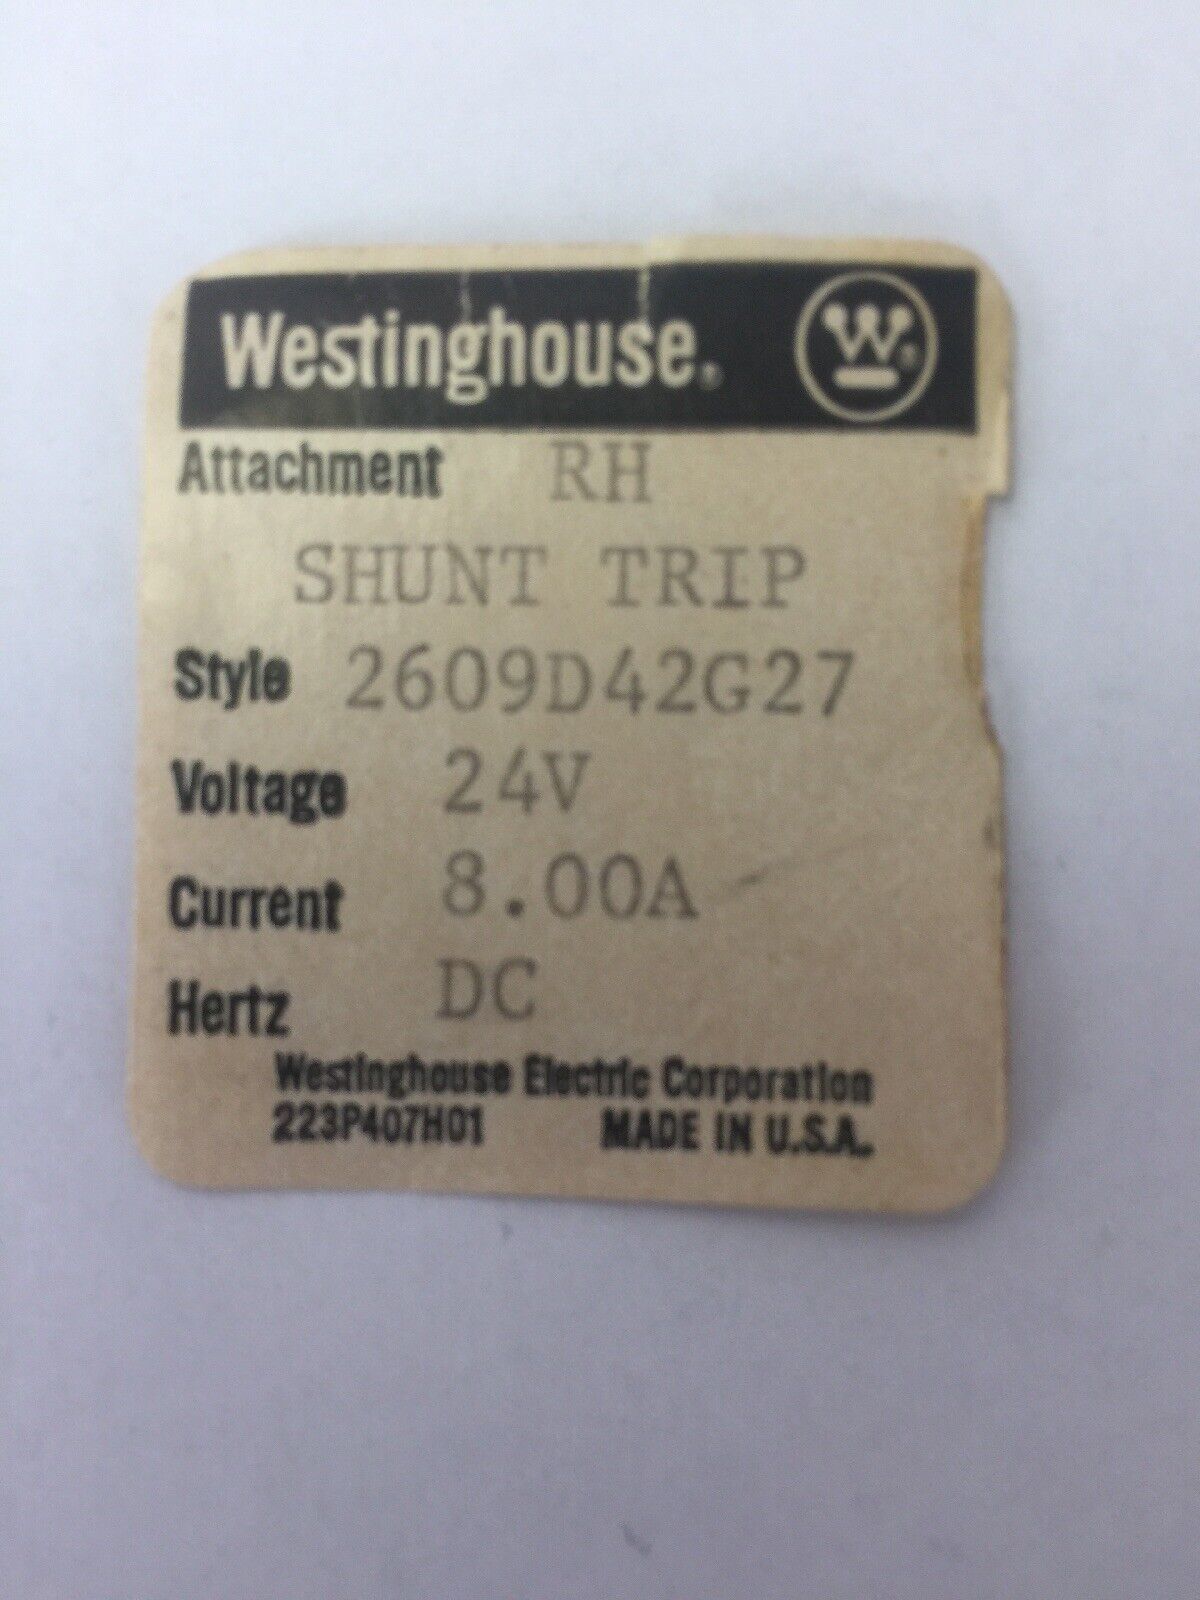 Westinghouse. W®
Attachment RH
SHUNT TRIP
Style 2609D42G27
Voltage 24V
Current 8.00A
Hertz DC
Westinghouse Electric Corporation
223P407H01 MADE IN U.S.A.